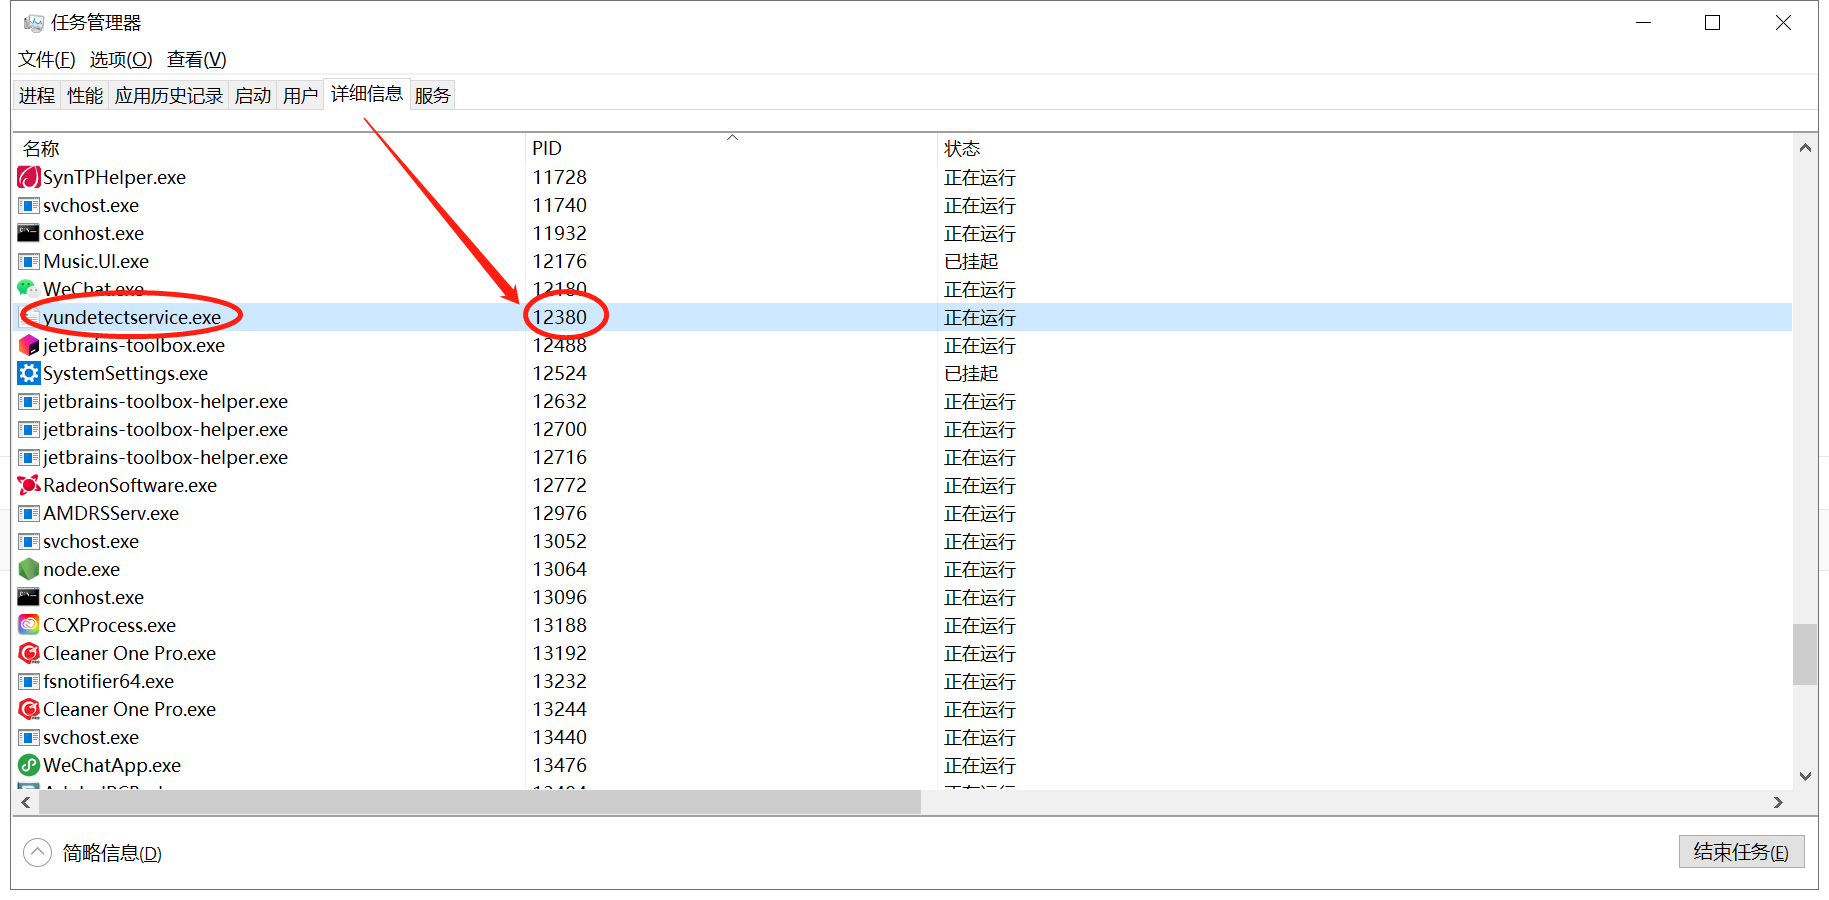 任务管理器
文件(F) 选项(O) 查看(V)
进程 性能 应用历史记录 启动 用户 详细信息 服务
名称 PID 状态
SynTPHelper.exe 11728 正在运行
svchost.exe 11740 正在运行
conhost.exe 11932 正在运行
Music.UI.exe 12176 已挂起
WeChat.exe 12180 正在运行
yundetectservice.exe 12380 正在运行
jetbrains-toolbox.exe 12488 正在运行
SystemSettings.exe 12524 已挂起
jetbrains-toolbox-helper.exe 12632 正在运行
jetbrains-toolbox-helper.exe 12700 正在运行
jetbrains-toolbox-helper.exe 12716 正在运行
RadeonSoftware.exe 12772 正在运行
AMDRSServ.exe 12976 正在运行
svchost.exe 13052 正在运行
node.exe 13064 正在运行
conhost.exe 13096 正在运行
CCXProcess.exe 13188 正在运行
Cleaner One Pro.exe 13192 正在运行
fsnotifier64.exe 13232 正在运行
Cleaner One Pro.exe 13244 正在运行
svchost.exe 13440 正在运行
WeChatApp.exe 13476 正在运行
简略信息(D) 结束任务(E)